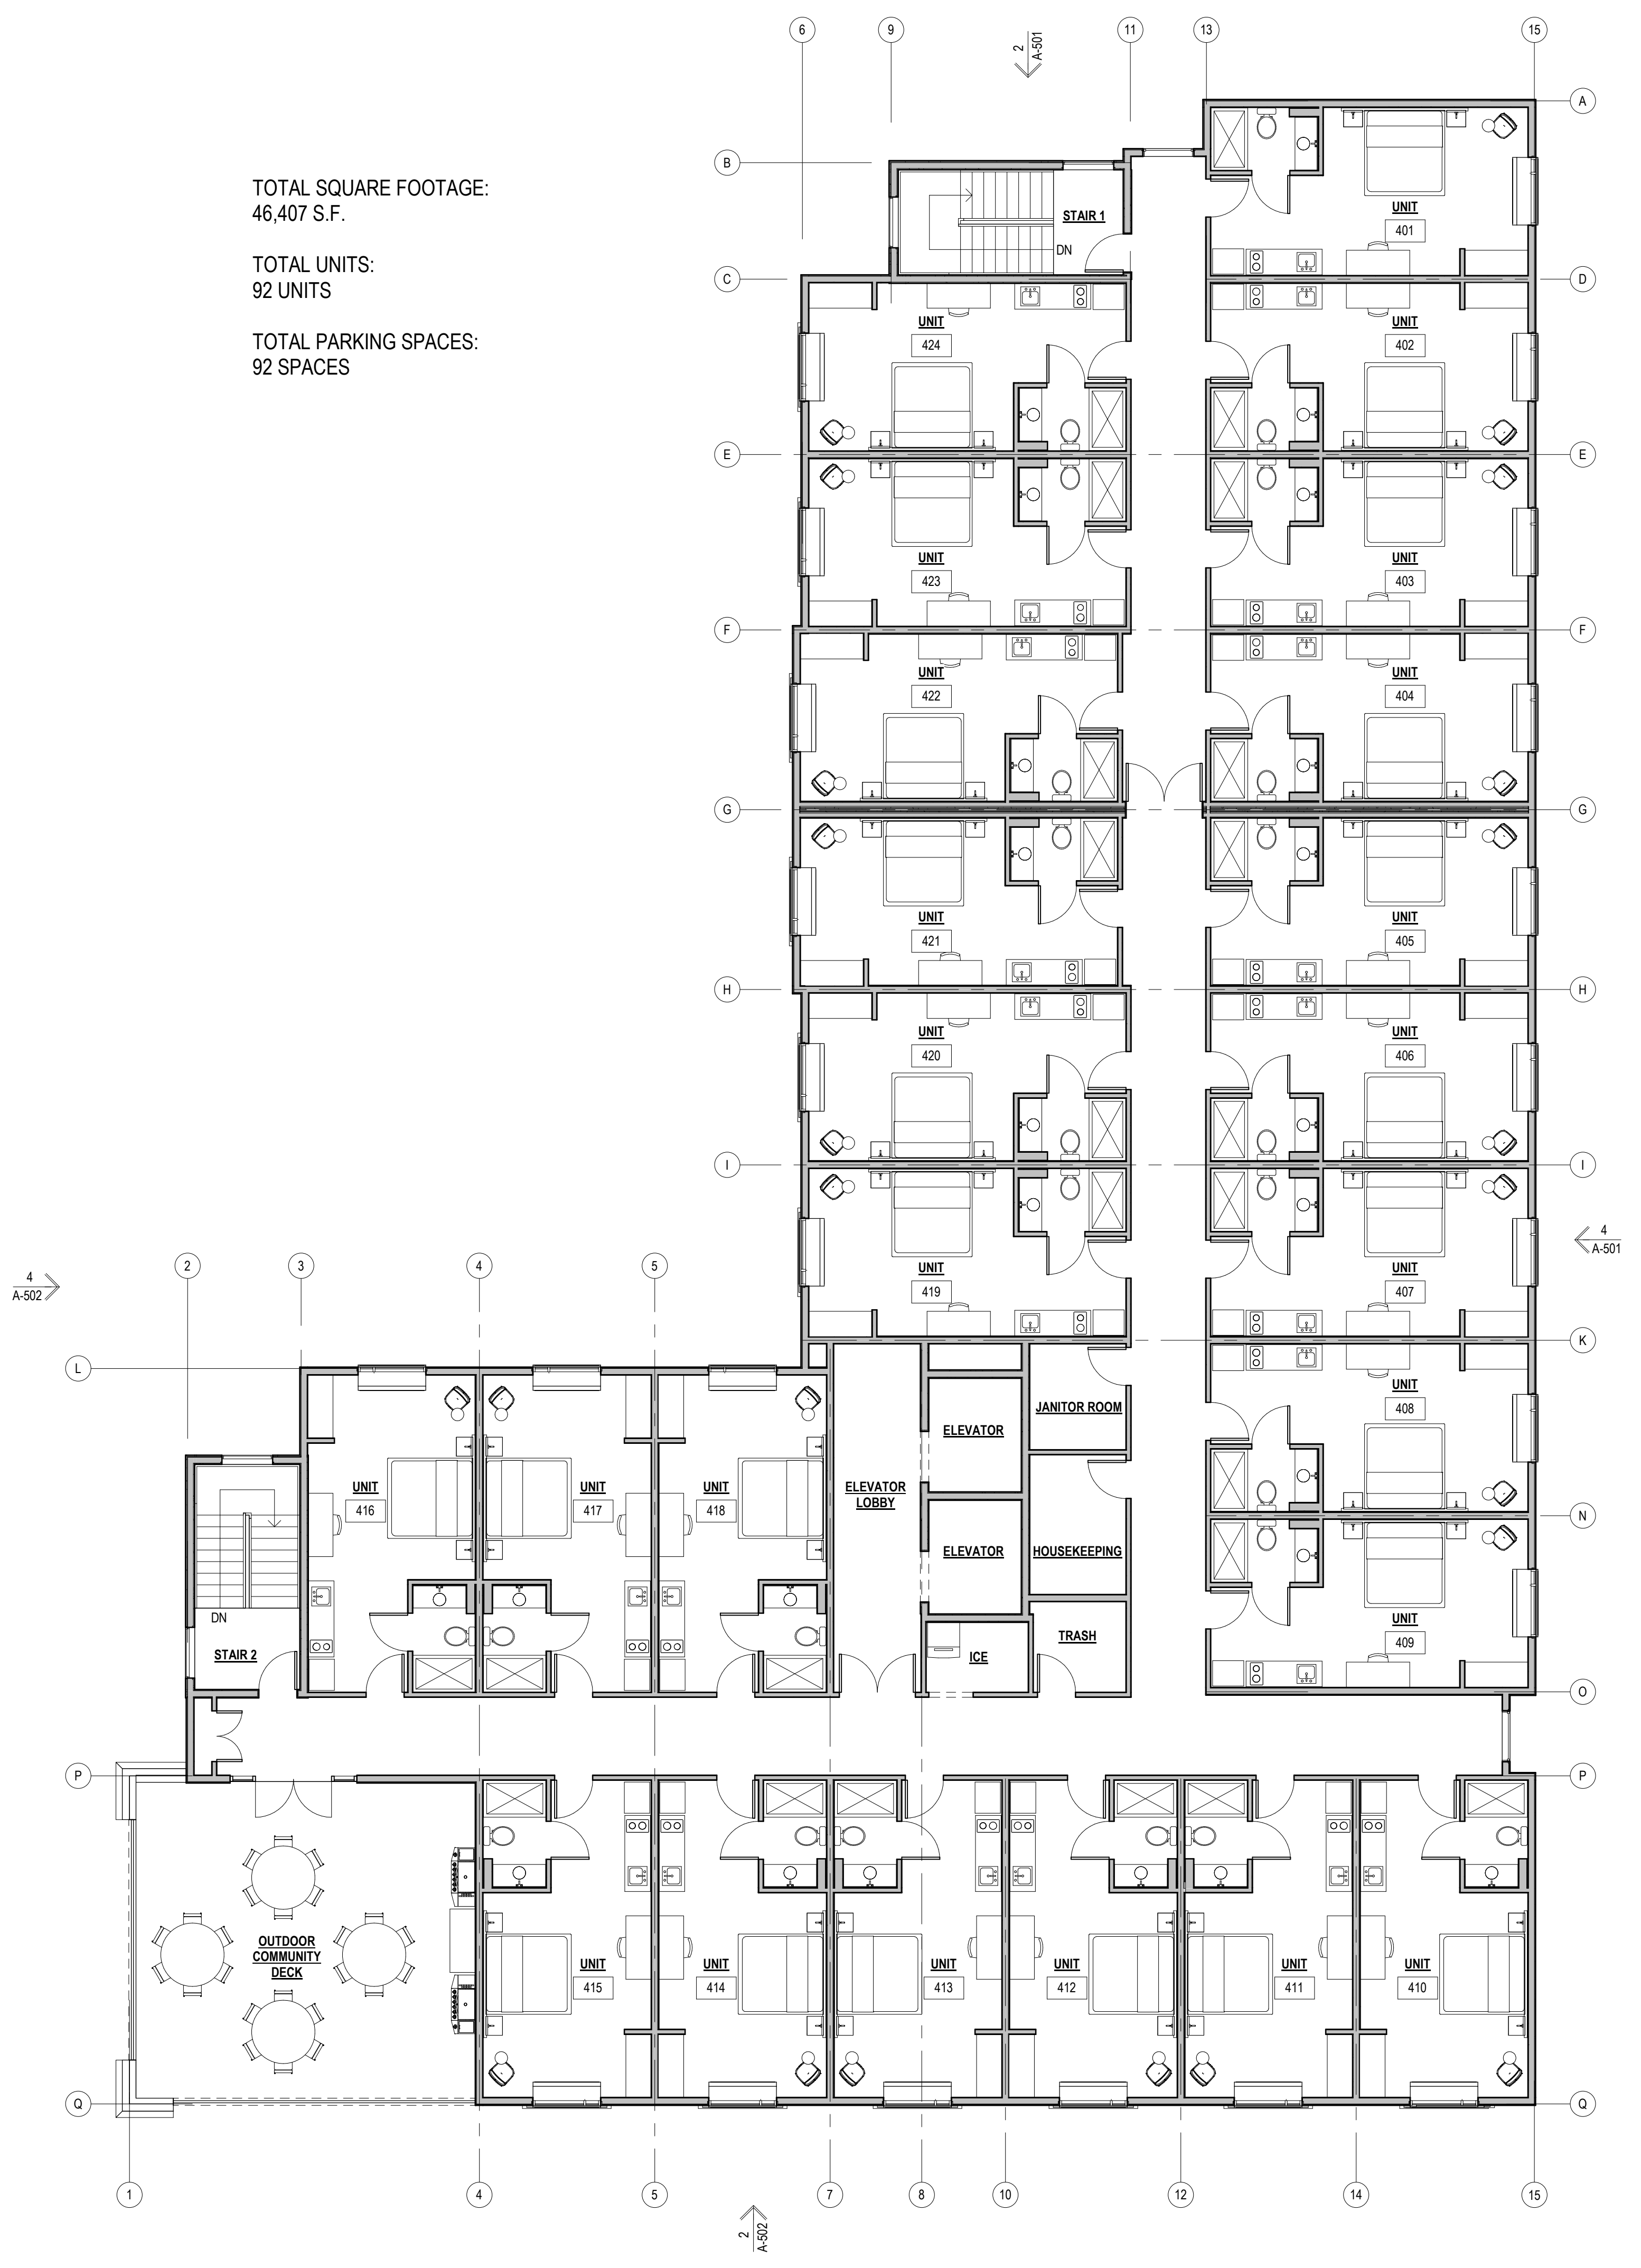 6
9
2
A-501
11
13
15
A
B
TOTAL SQUARE FOOTAGE:
46,407 S.F.
TOTAL UNITS:
92 UNITS
TOTAL PARKING SPACES:
92 SPACES
STAIR 1
DN
UNIT
401
C
D
UNIT
424
UNIT
402
E
E
UNIT
423
UNIT
403
F
F
UNIT
422
UNIT
404
G
G
UNIT
421
UNIT
405
H
H
UNIT
420
UNIT
406
I
I
4
A-501
4
A-502
2
3
4
5
UNIT
419
UNIT
407
K
L
UNIT
408
JANITOR ROOM
ELEVATOR
ELEVATOR
LOBBY
UNIT
416
UNIT
417
UNIT
418
N
ELEVATOR
HOUSEKEEPING
DN
STAIR 2
TRASH
ICE
UNIT
409
O
P
P
OUTDOOR
COMMUNITY
DECK
UNIT
415
UNIT
414
UNIT
413
UNIT
412
UNIT
411
UNIT
410
Q
Q
1
4
5
7
8
10
12
14
15
2
A-502